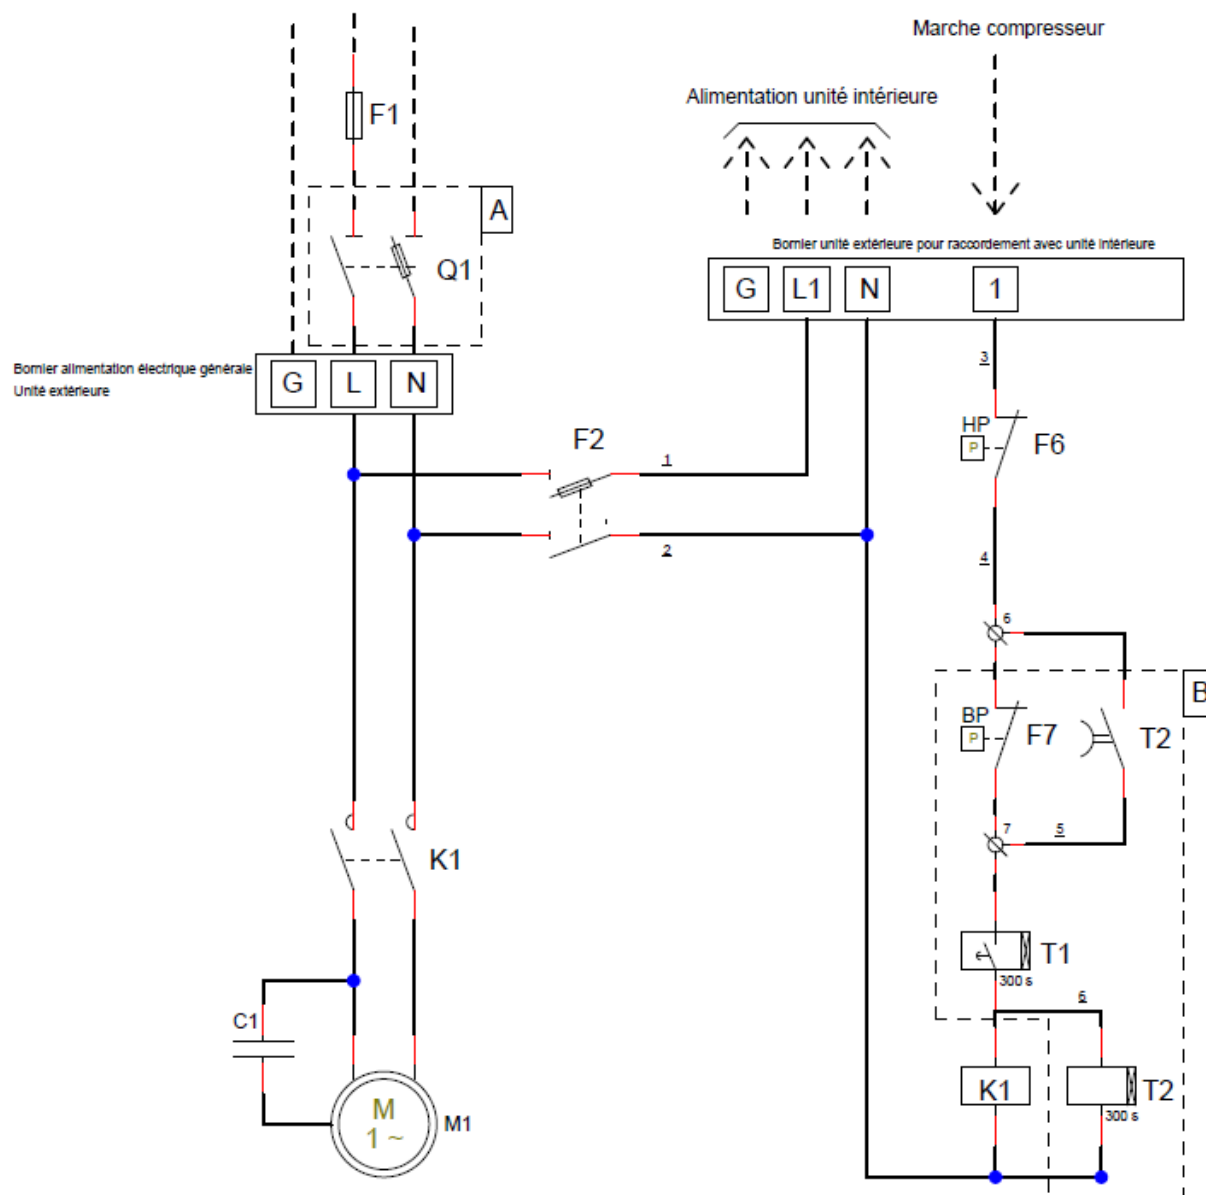 Marche compresseur
Alimentation unité intérieure
F1
A
Q1
Bornier unité extérieure pour raccordement avec unité intérieure
G L1 N 1
Bornier alimentation électrique générale
Unité extérieure
G L N
3
HP
P
F6
F2
1
2
4
6
B
BP
P
F7
T2
7
5
K1
T1
300 s
6
C1
K1
T2
300 s
M
1 ~
M1